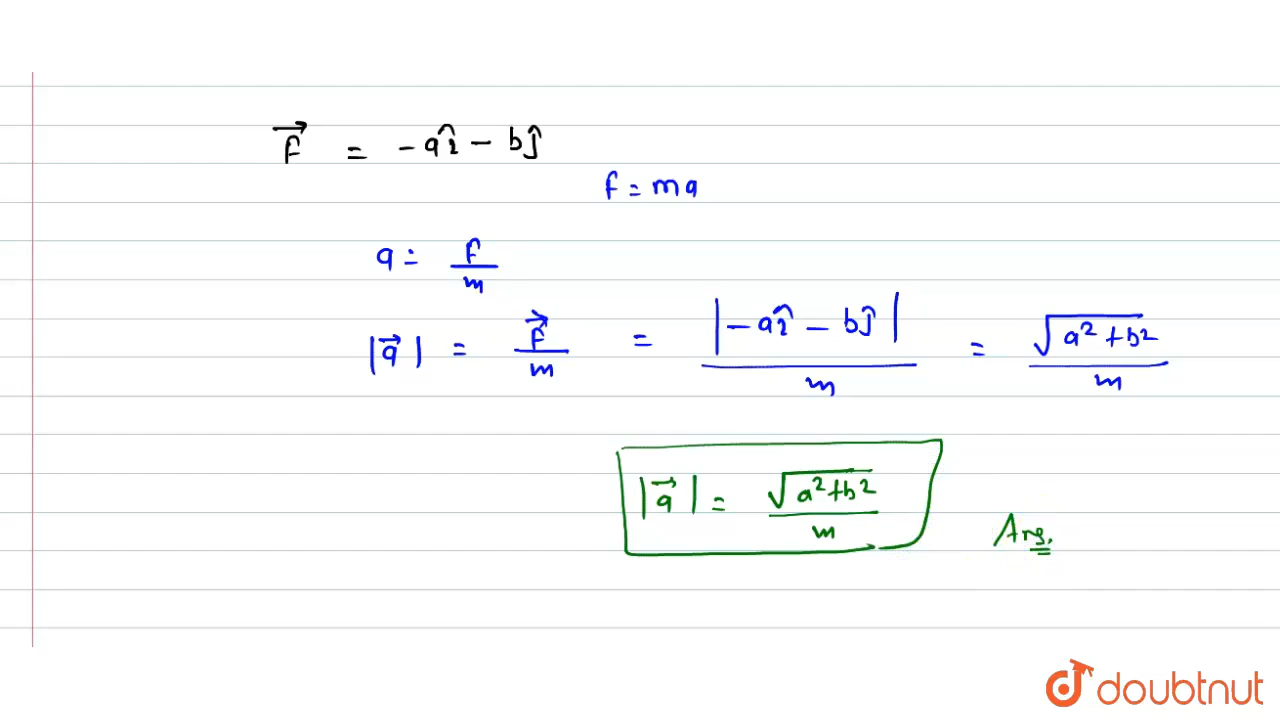 F⃗ = -aî - bĵ
F = ma
a = F/m
|a⃗| = F⃗/m = |-aî - bĵ|/m = √(a²+b²)/m
|a⃗| = √(a²+b²)/m
Ans.
doubtnut